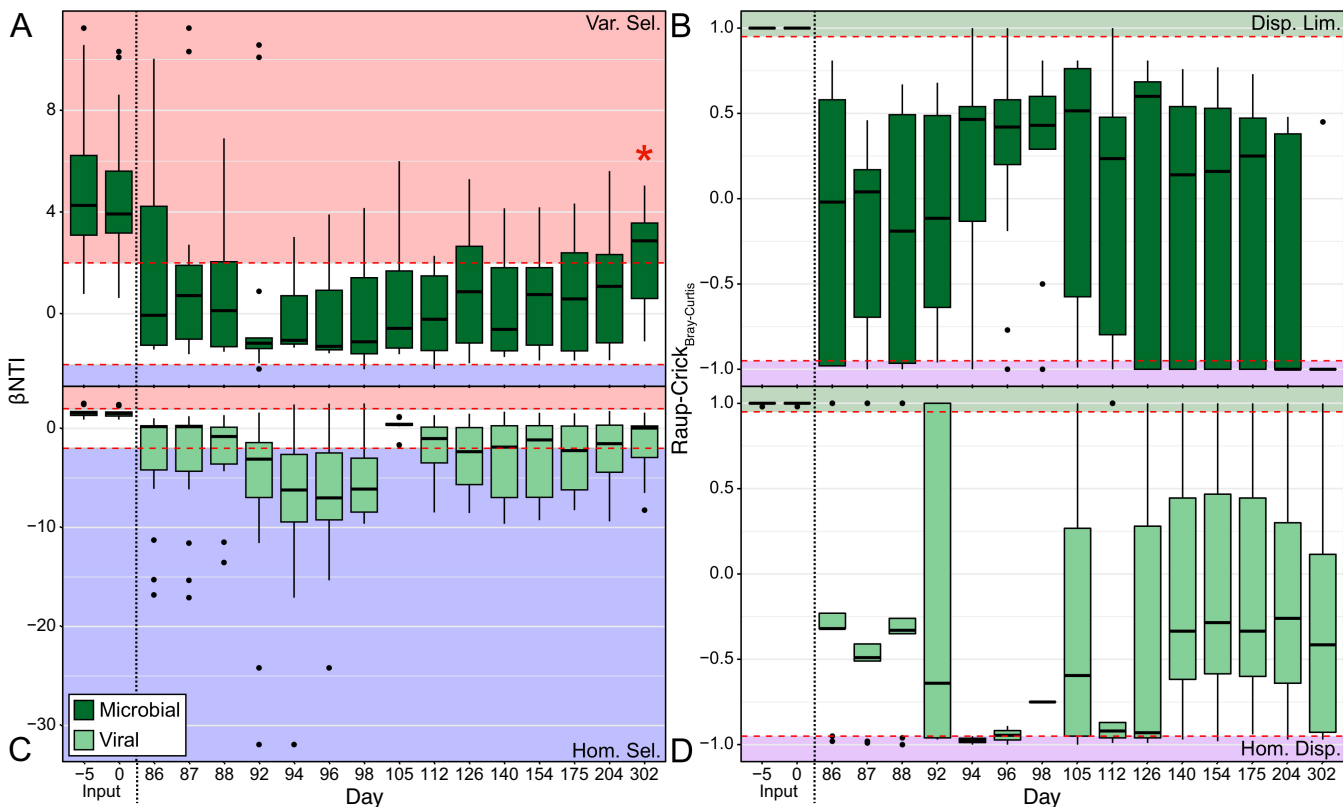 A
Var. Sel.
B
Disp. Lim.
*
8
4
0
1.0
0.5
0.0
−0.5
−1.0
βNTI
Raup-Crick Bray-Curtis
0
−10
−20
−30
1.0
0.5
0.0
−0.5
−1.0
Microbial
Viral
C
Hom. Sel.
D
Hom. Disp.
−5 0 86 87 88 92 94 96 98 105 112 126 140 154 175 204 302
−5 0 86 87 88 92 94 96 98 105 112 126 140 154 175 204 302
Input
Day
Input
Day